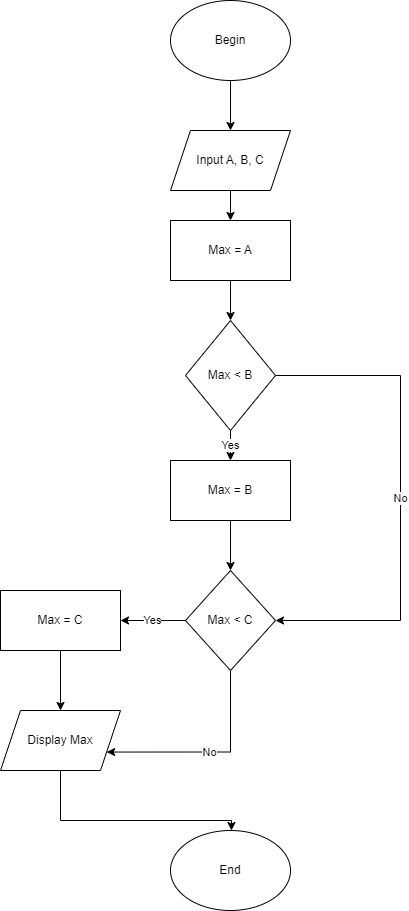 Begin
Input A, B, C
Max = A
Max < B
Yes
Max = B
No
Max = C
Yes
Max < C
Display Max
No
End